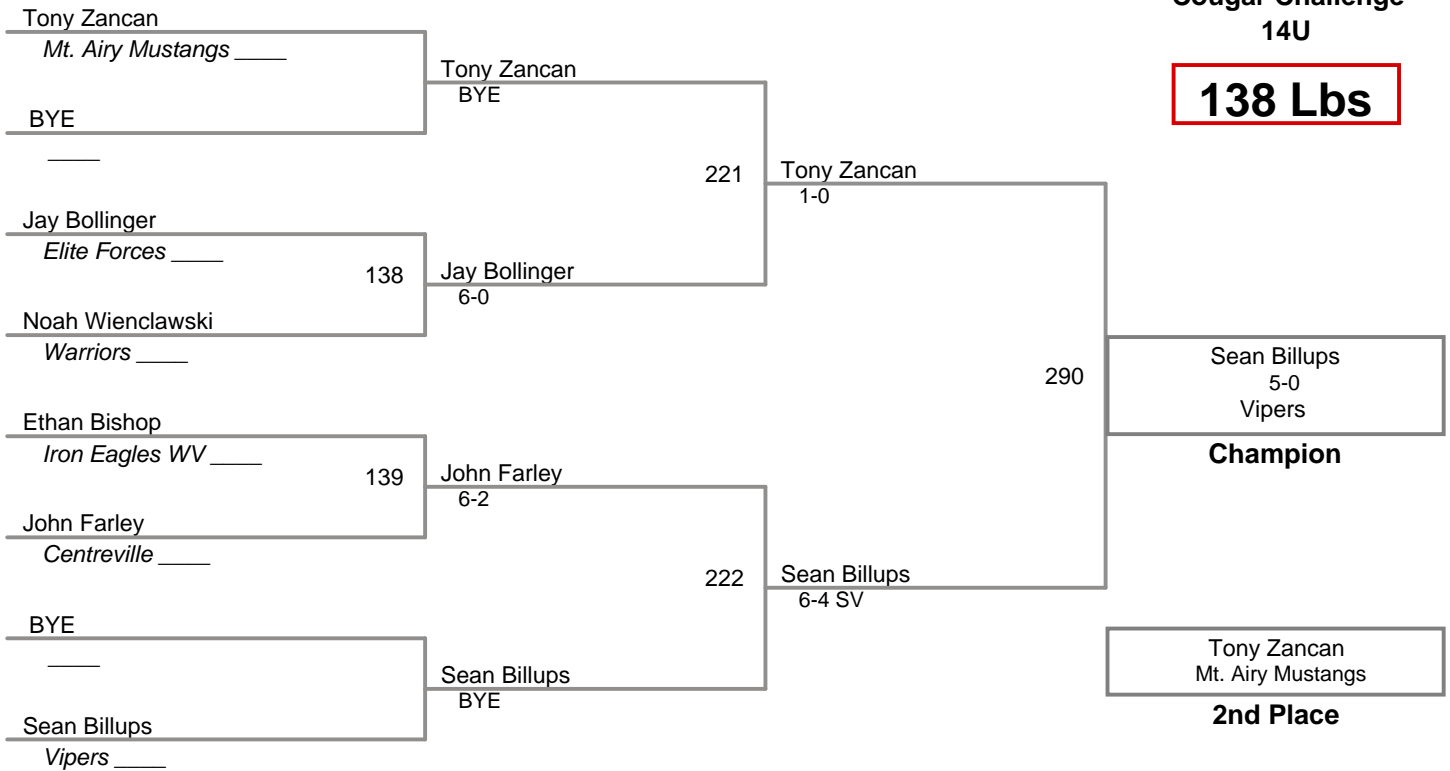 Cougar Challenge
14U
138 Lbs
Tony Zancan
Mt. Airy Mustangs ____
BYE
____
Jay Bollinger
Elite Forces ____
138
Noah Wienclawski
Warriors ____
Ethan Bishop
Iron Eagles WV ____
139
John Farley
Centreville ____
BYE
____
Sean Billups
Vipers ____
Tony Zancan
BYE
221
Jay Bollinger
6-0
John Farley
6-2
222
Sean Billups
BYE
Tony Zancan
1-0
290
Sean Billups
6-4 SV
Sean Billups
5-0
Vipers
Champion
Tony Zancan
Mt. Airy Mustangs
2nd Place